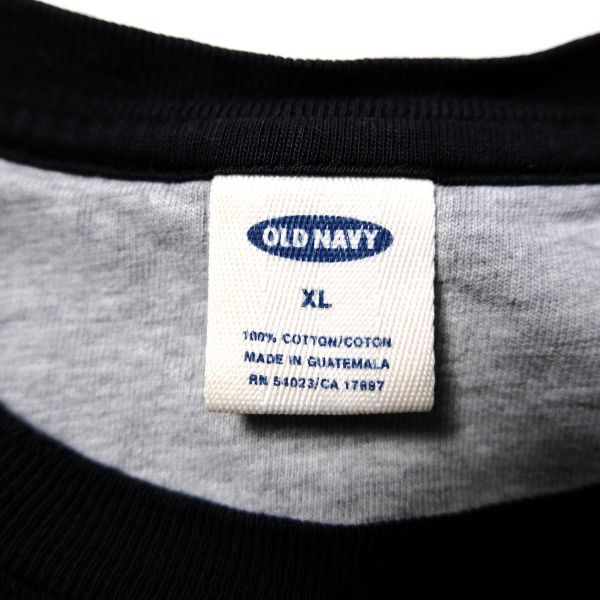 OLD NAVY
XL
100% COTTON/COTON
MADE IN GUATEMALA
RN 54023/CA 17897